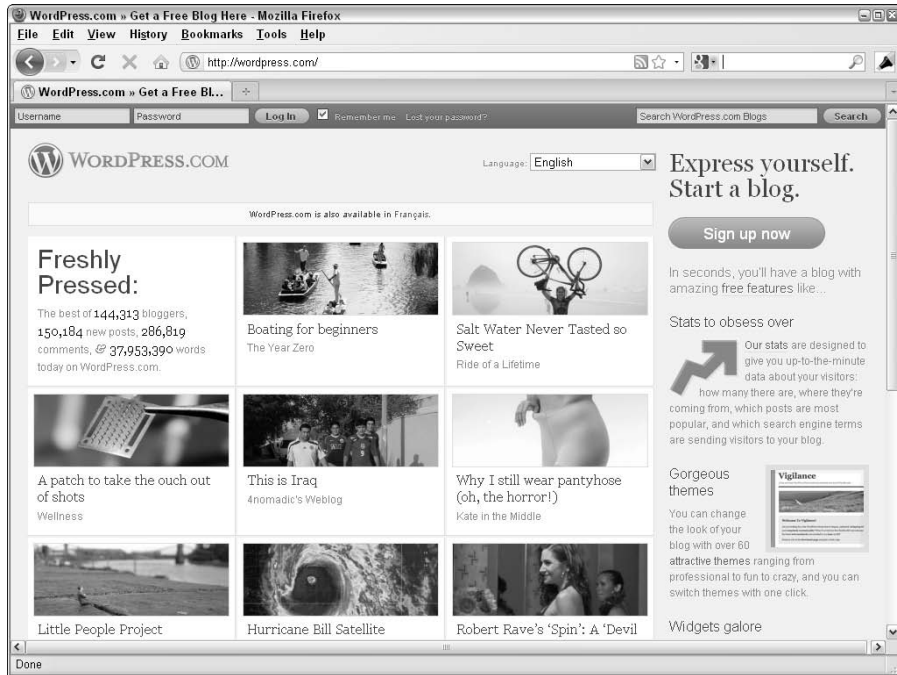 WordPress.com » Get a Free Blog Here - Mozilla Firefox
File Edit View History Bookmarks Tools Help
http://wordpress.com/
WordPress.com » Get a Free Bl...
Username Password Log In Remember me Lost your password? Search WordPress.com Blogs Search
WORDPRESS.COM
Language: English
WordPress.com is also available in Français.
Freshly
Pressed:
The best of 144,313 bloggers,
150,184 new posts, 286,819
comments, & 37,953,390 words
today on WordPress.com.
Boating for beginners
The Year Zero
Salt Water Never Tasted so
Sweet
Ride of a Lifetime
A patch to take the ouch out
of shots
Wellness
This is Iraq
4nomadic's Weblog
Why I still wear pantyhose
(oh, the horror!)
Kate in the Middle
Little People Project
Hurricane Bill Satellite
Robert Rave's 'Spin': A 'Devil
Express yourself.
Start a blog.
Sign up now
In seconds, you'll have a blog with
amazing free features like...
Stats to obsess over
Our stats are designed to
give you up-to-the-minute
data about your visitors:
how many there are, where they're
coming from, which posts are most
popular, and which search engine terms
are sending visitors to your blog.
Gorgeous
themes
Vigilance
You can change
the look of your
blog with over 60
attractive themes ranging from
professional to fun to crazy, and you can
switch themes with one click.
Widgets galore
Done